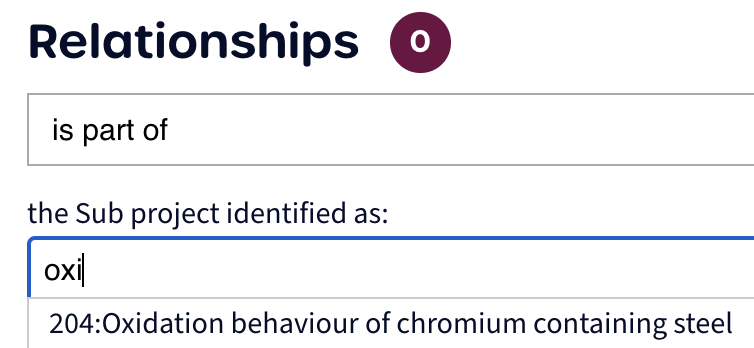 Relationships 0
is part of
the Sub project identified as:
oxi
204:Oxidation behaviour of chromium containing steel